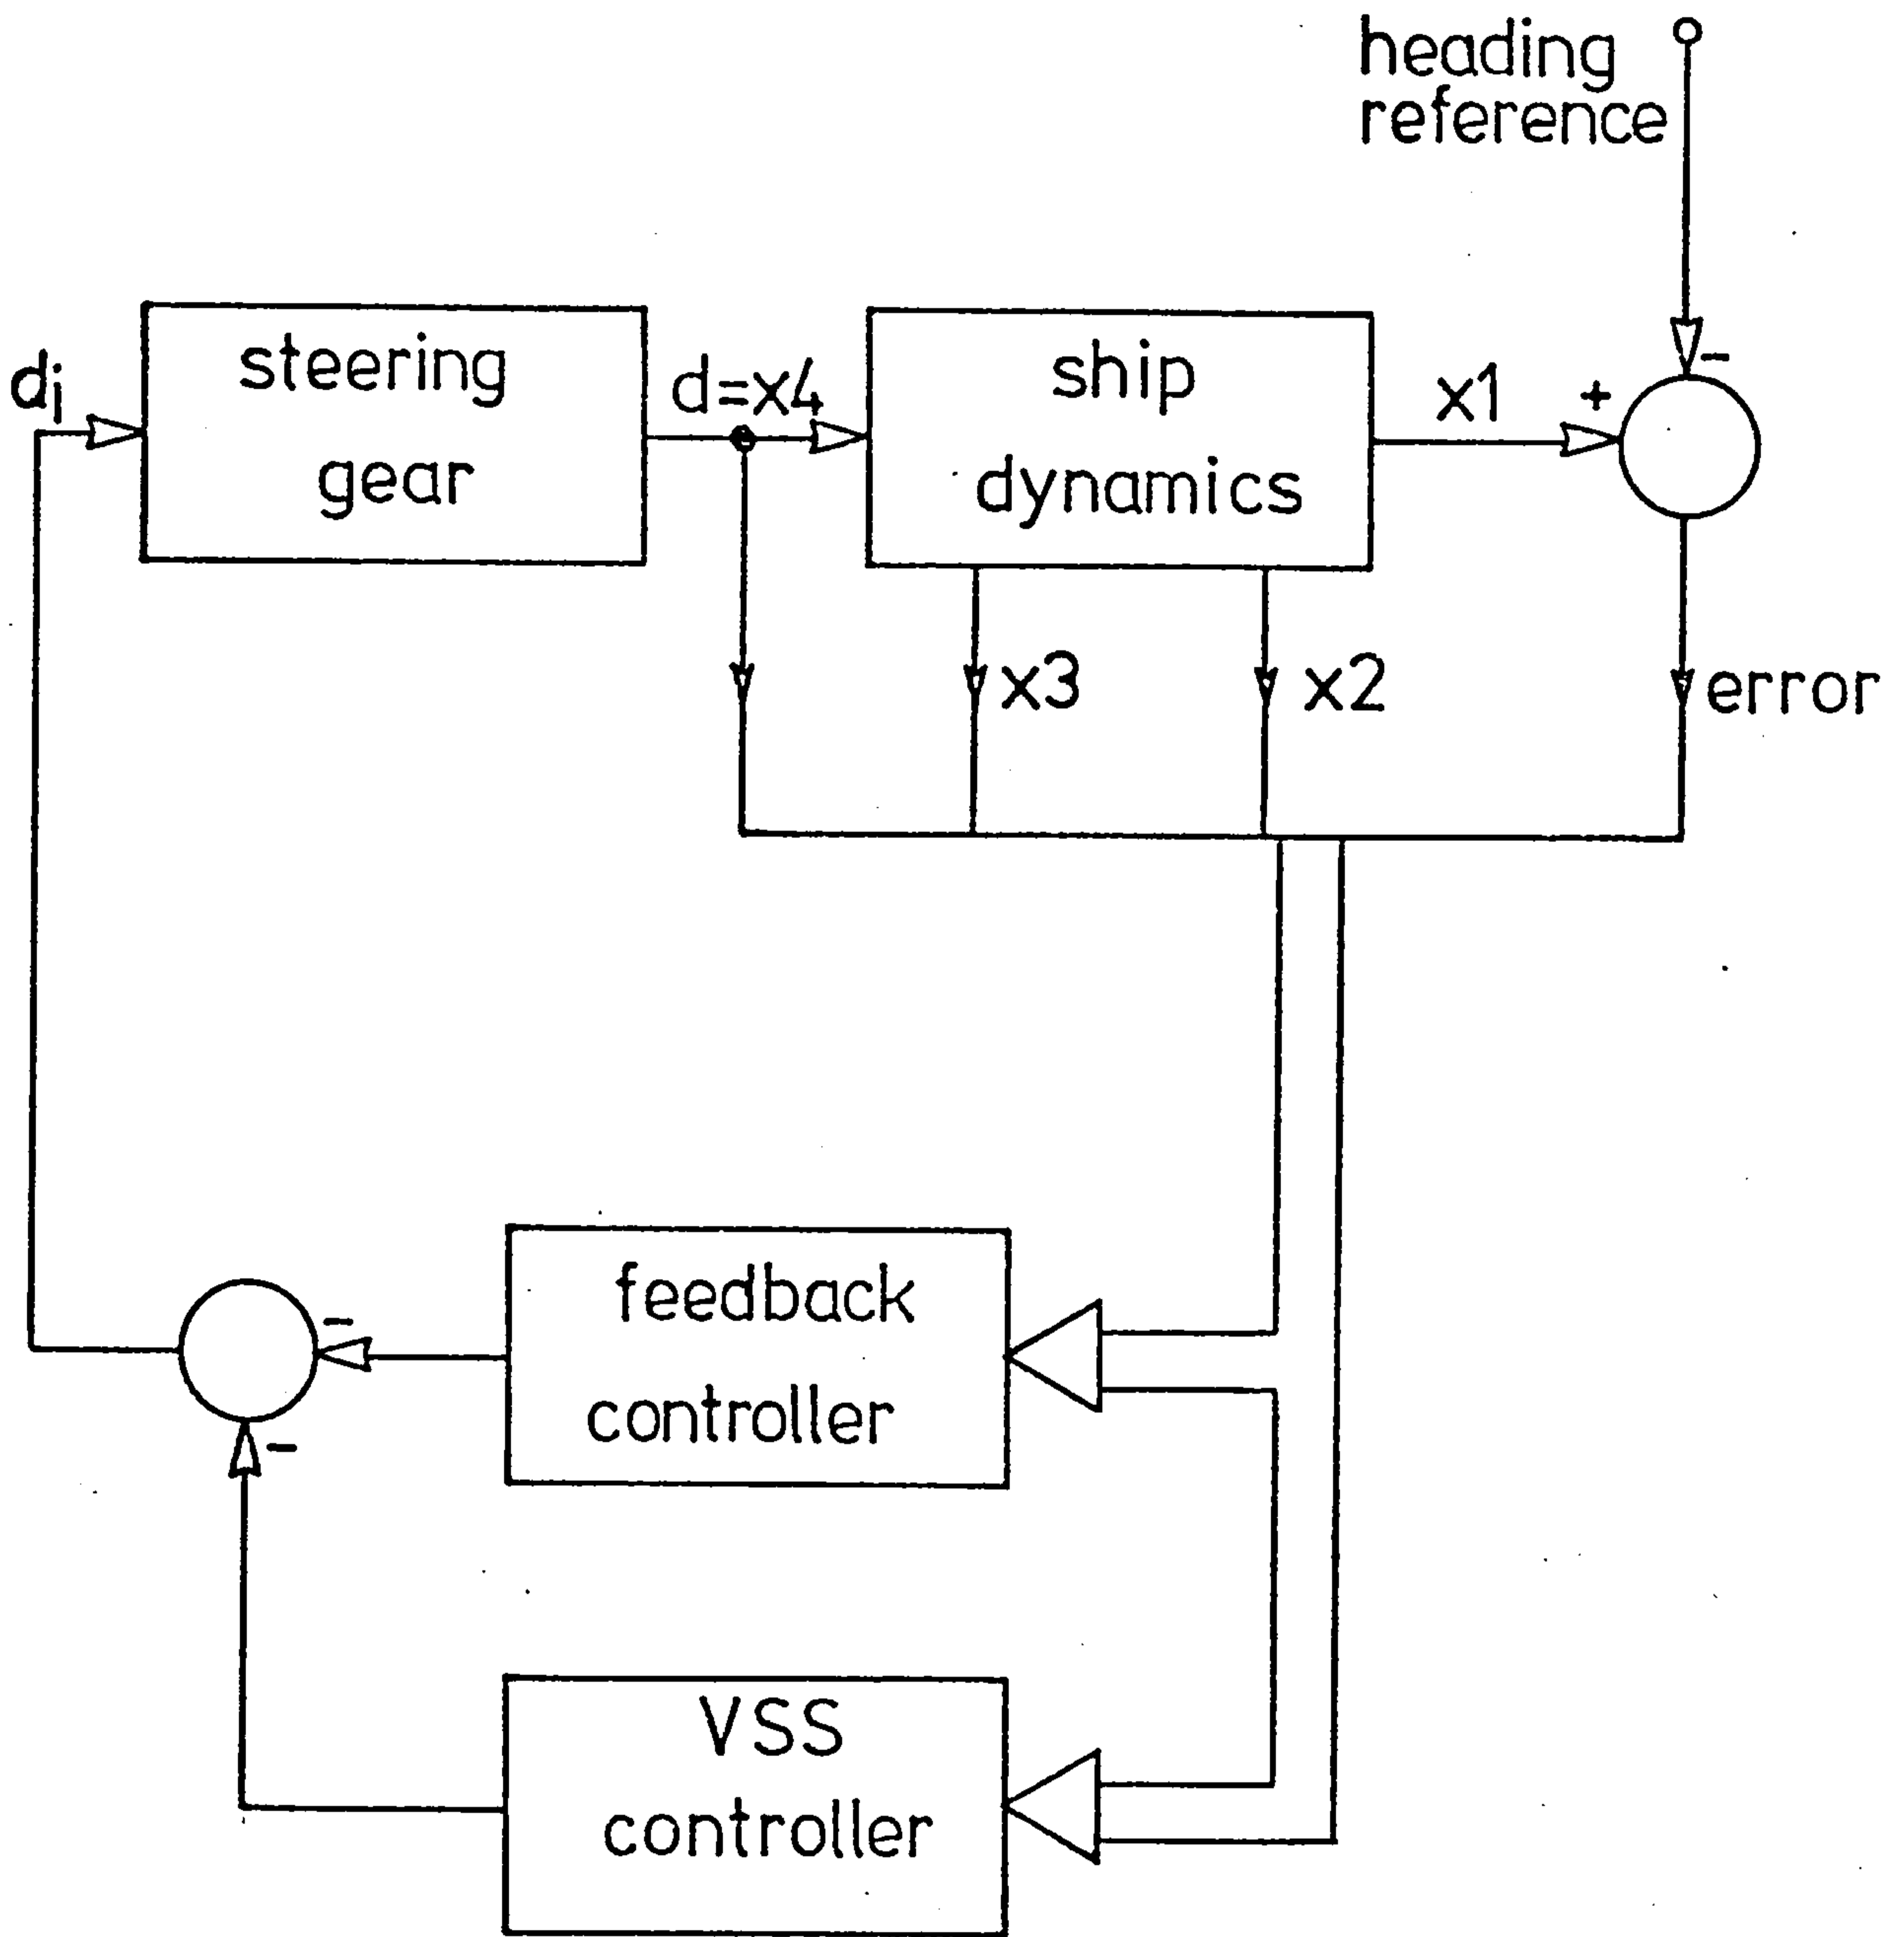 heading
reference
steering
gear
ship
dynamics
di
d=x4
x1
+
-
x3
x2
error
feedback
controller
-
-
VSS
controller